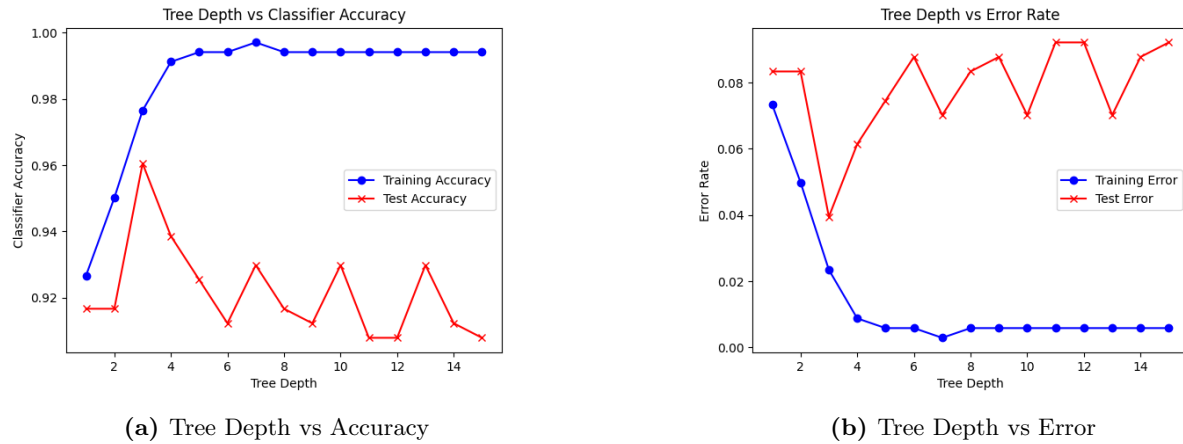 Tree Depth vs Classifier Accuracy
1.00
0.98
0.96
0.94
0.92
Classifier Accuracy
Training Accuracy
Test Accuracy
2 4 6 8 10 12 14
Tree Depth
(a) Tree Depth vs Accuracy
Tree Depth vs Error Rate
0.08
0.06
0.04
0.02
0.00
Error Rate
Training Error
Test Error
2 4 6 8 10 12 14
Tree Depth
(b) Tree Depth vs Error